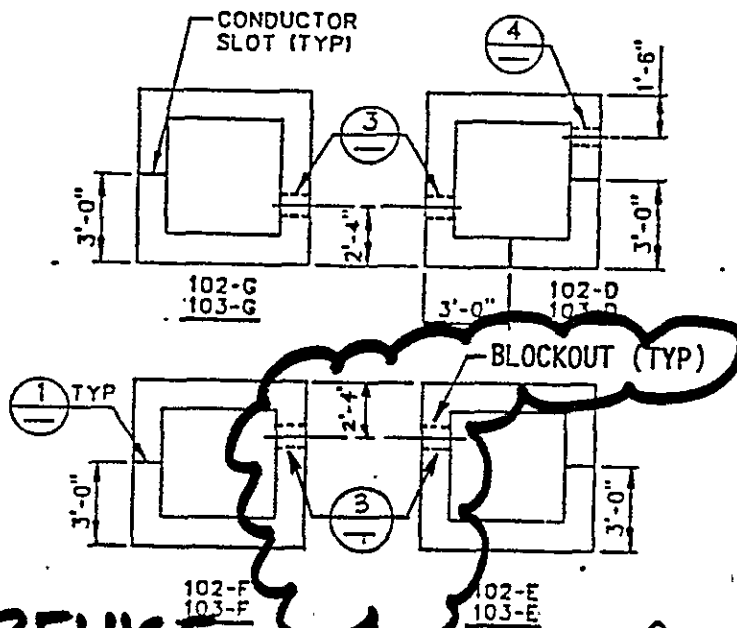 CONDUCTOR
SLOT (TYP)
4
1'-6"
3
3'-0"
2'-4"
3'-0"
102-G
103-G
3'-0"
102-D
103-D
BLOCKOUT (TYP)
1 TYP
2'-4"
3'-0"
3
3'-0"
102-F
103-F
102-E
103-E